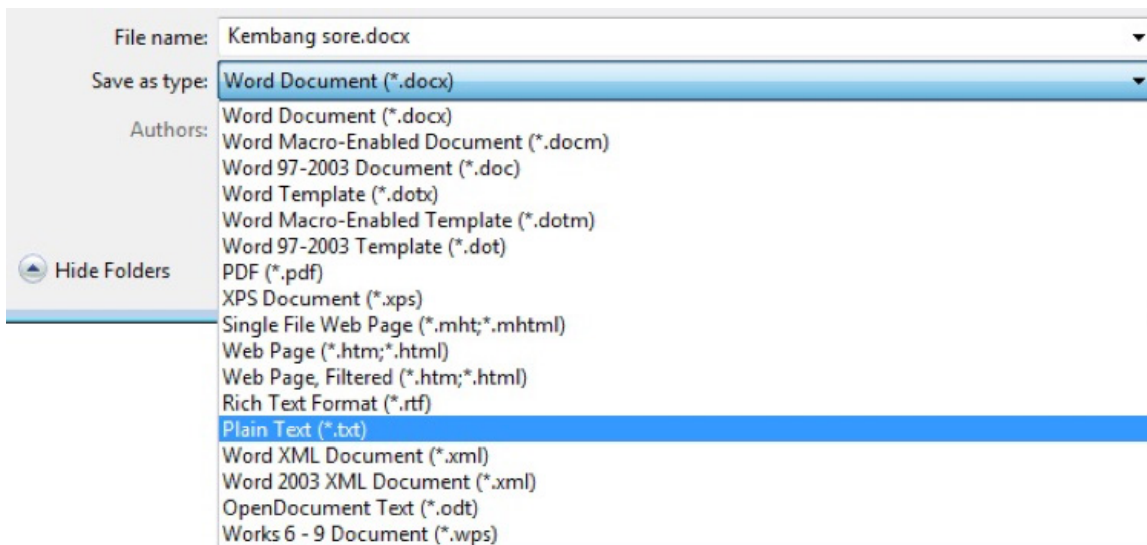 File name: Kembang sore.docx
Save as type: Word Document (*.docx)
Authors:
Word Document (*.docx)
Word Macro-Enabled Document (*.docm)
Word 97-2003 Document (*.doc)
Word Template (*.dotx)
Word Macro-Enabled Template (*.dotm)
Word 97-2003 Template (*.dot)
Hide Folders
PDF (*.pdf)
XPS Document (*.xps)
Single File Web Page (*.mht;*.mhtml)
Web Page (*.htm;*.html)
Web Page, Filtered (*.htm;*.html)
Rich Text Format (*.rtf)
Plain Text (*.txt)
Word XML Document (*.xml)
Word 2003 XML Document (*.xml)
OpenDocument Text (*.odt)
Works 6 - 9 Document (*.wps)